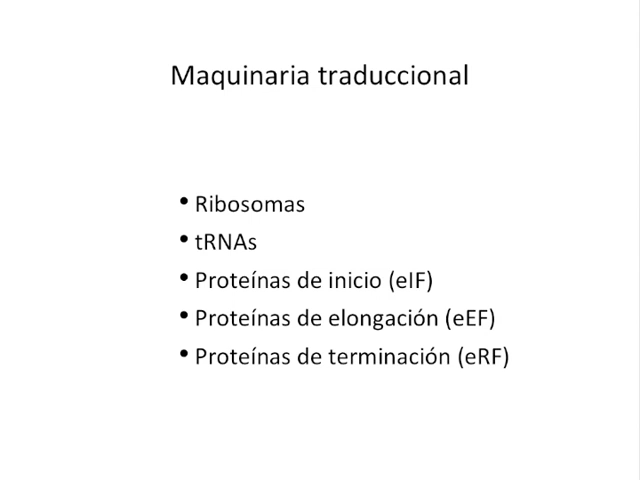 Maquinaria traduccional
• Ribosomas
• tRNAs
• Proteínas de inicio (eIF)
• Proteínas de elongación (eEF)
• Proteínas de terminación (eRF)